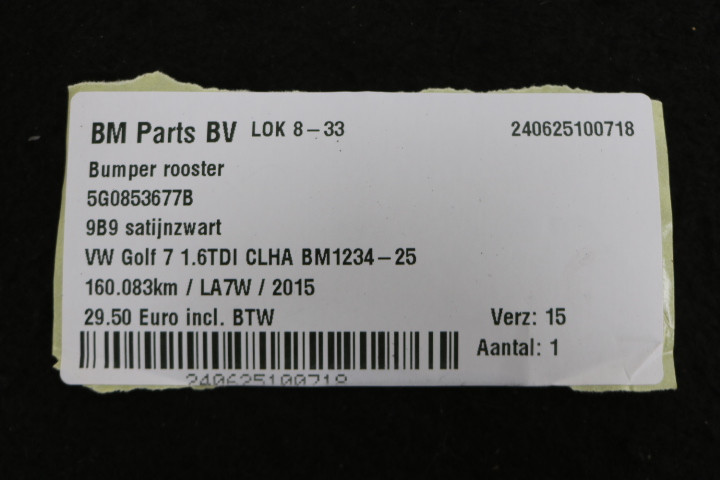 BM Parts BV LOK 8-33 240625100718
Bumper rooster
5G0853677B
9B9 satijnzwart
VW Golf 7 1.6TDI CLHA BM1234-25
160.083km / LA7W / 2015
29.50 Euro incl. BTW Verz: 15
Aantal: 1
240625100718